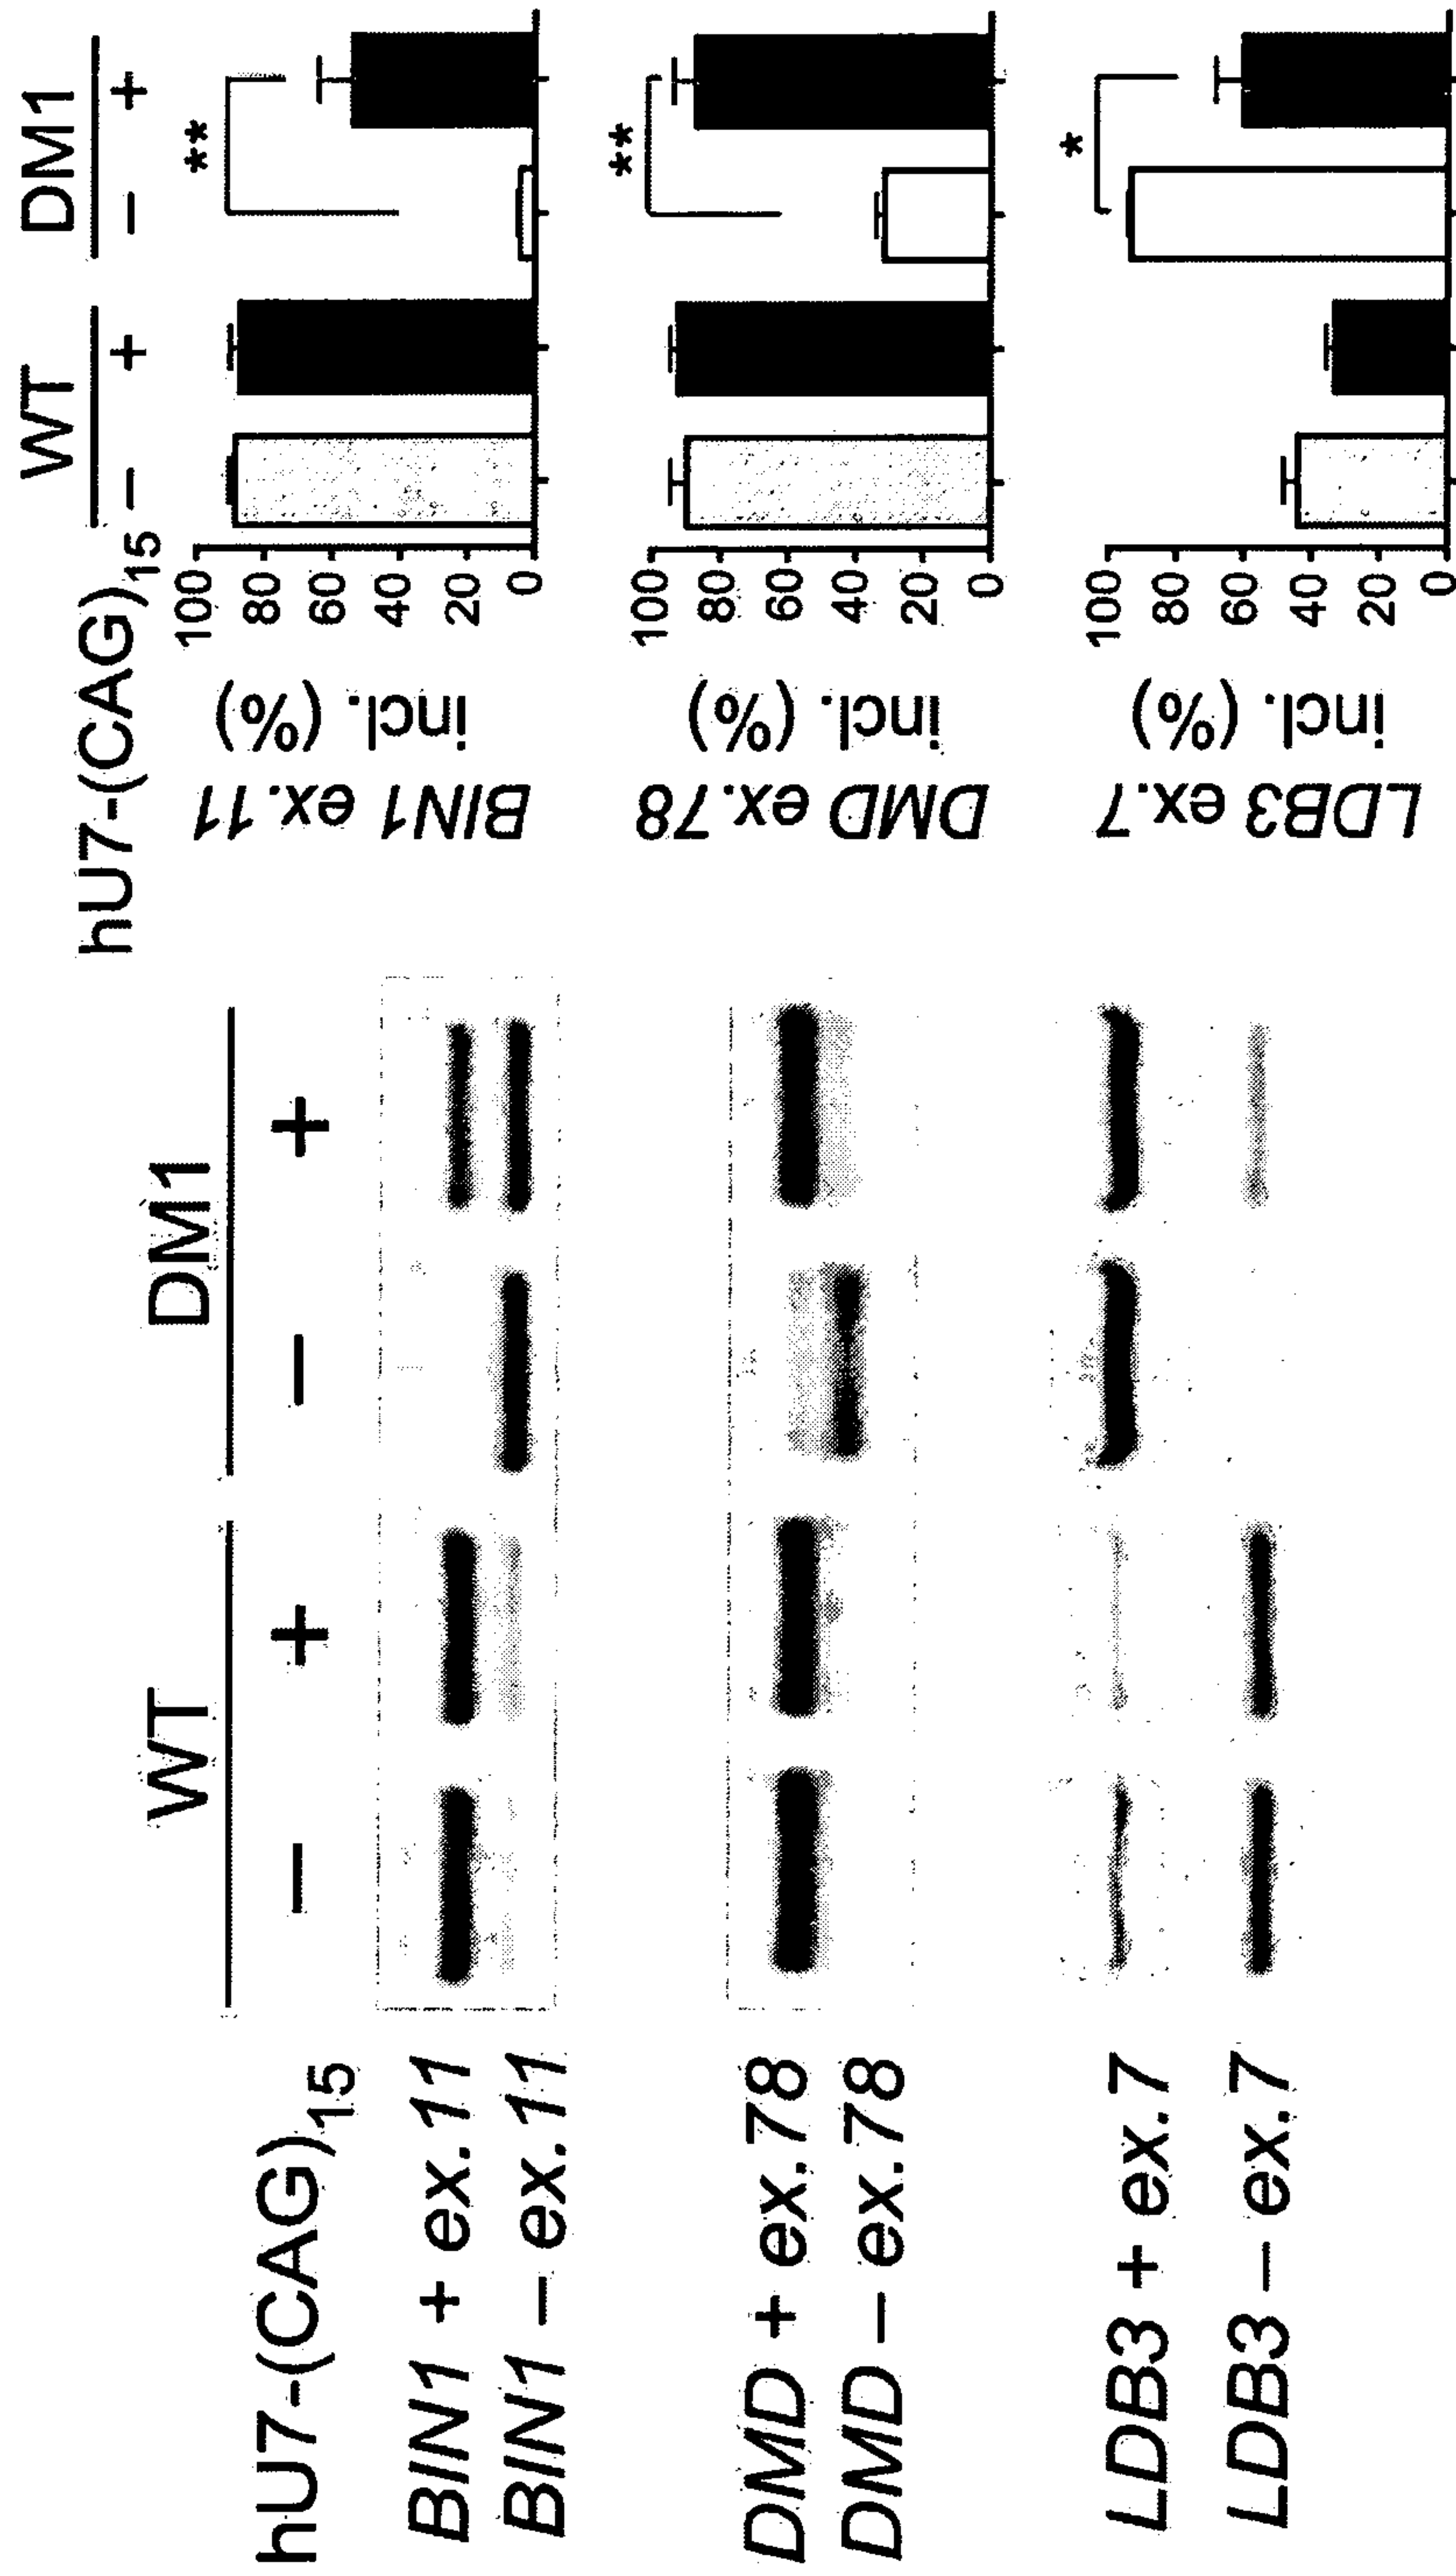 WT DM1
hU7-(CAG)15 – + – +
BIN1 + ex.11
BIN1 – ex.11
DMD + ex.78
DMD – ex.78
LDB3 + ex.7
LDB3 – ex.7
WT DM1
hU7-(CAG)15 – + – +
BIN1 ex.11
incl. (%)
100
80
60
40
20
0
**
DMD ex.78
incl. (%)
100
80
60
40
20
0
**
LDB3 ex.7
incl. (%)
100
80
60
40
20
0
*